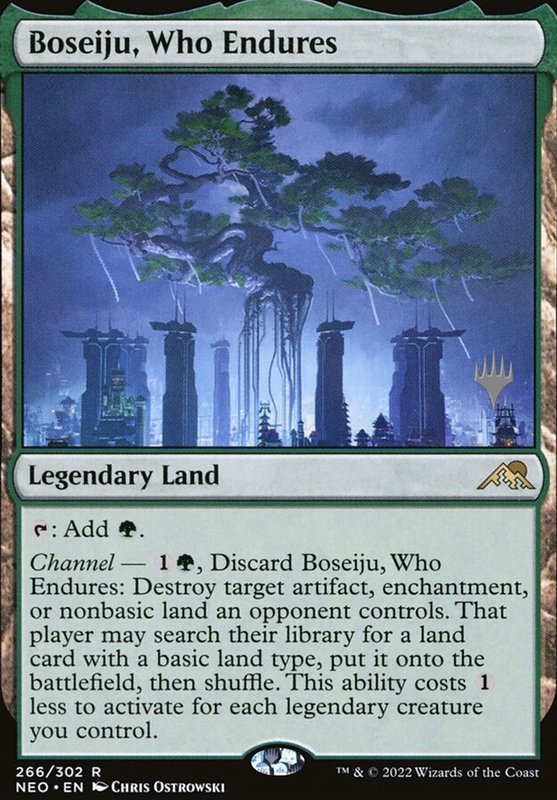 Boseiju, Who Endures
Legendary Land
: Add .
Channel — 1, Discard Boseiju, Who
Endures: Destroy target artifact, enchantment,
or nonbasic land an opponent controls. That
player may search their library for a land
card with a basic land type, put it onto the
battlefield, then shuffle. This ability costs 1
less to activate for each legendary creature
you control.
266/302 R
NEO • EN Chris Ostrowski
™ & © 2022 Wizards of the Coast